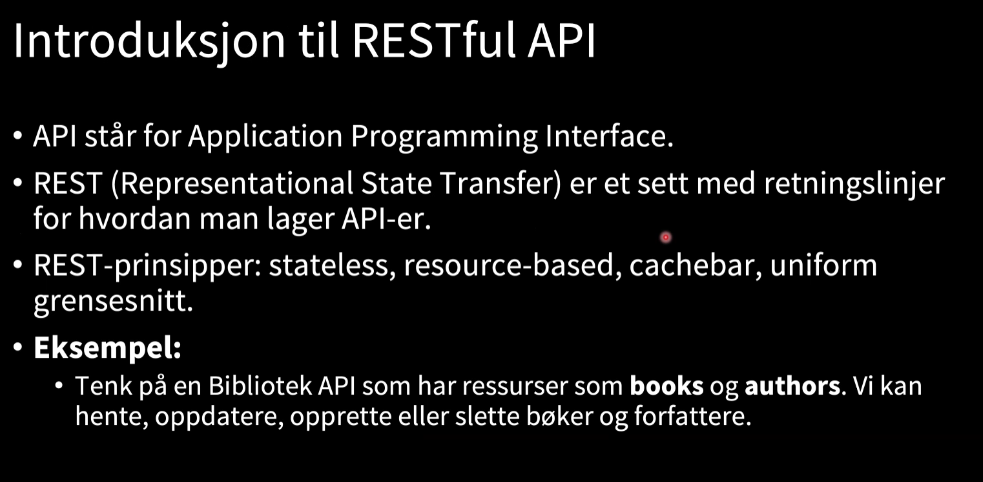 Introduksjon til RESTful API
• API står for Application Programming Interface.
• REST (Representational State Transfer) er et sett med retningslinjer
for hvordan man lager API-er.
• REST-prinsipper: stateless, resource-based, cachebar, uniform
grensesnitt.
• Eksempel:
• Tenk på en Bibliotek API som har ressurser som books og authors. Vi kan
hente, oppdatere, opprette eller slette bøker og forfattere.